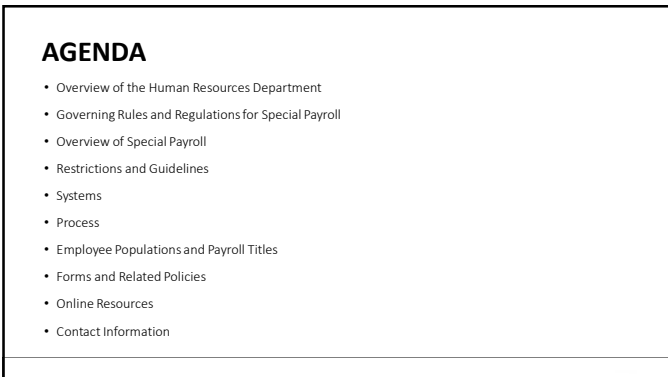 AGENDA
• Overview of the Human Resources Department
• Governing Rules and Regulations for Special Payroll
• Overview of Special Payroll
• Restrictions and Guidelines
• Systems
• Process
• Employee Populations and Payroll Titles
• Forms and Related Policies
• Online Resources
• Contact Information